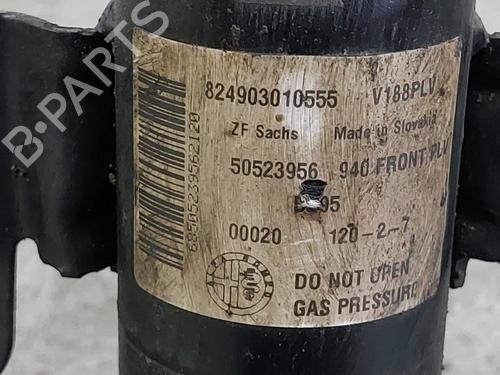 824903010555 V188PLV
ZF Sachs Made in Slovakia
50523956 940 FRONT PLV
95
00020 120-2-7
DO NOT OPEN
GAS PRESSURE
B-PARTS